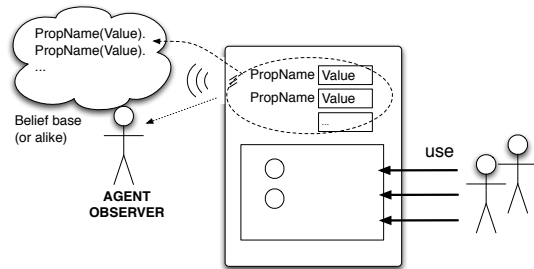 PropName(Value).
PropName(Value).
...
Belief base
(or alike)
AGENT
OBSERVER
PropName Value
PropName Value
...
use